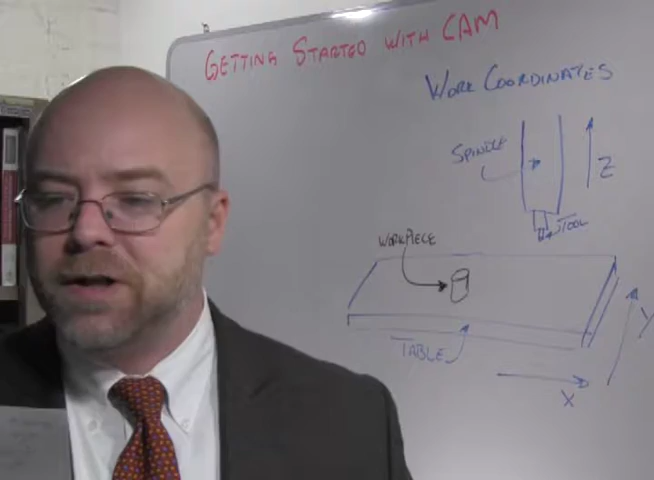 GETTING STARTED WITH CAM
WORK COORDINATES
SPINDLE
Z
TOOL
WORKPIECE
TABLE
Y
X